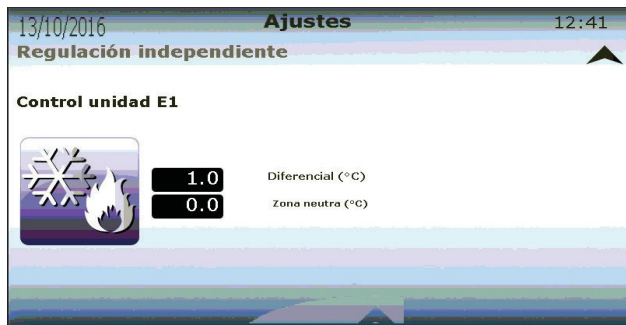 13/10/2016 Ajustes 12:41
Regulación independiente
Control unidad E1
1.0 Diferencial (°C)
0.0 Zona neutra (°C)